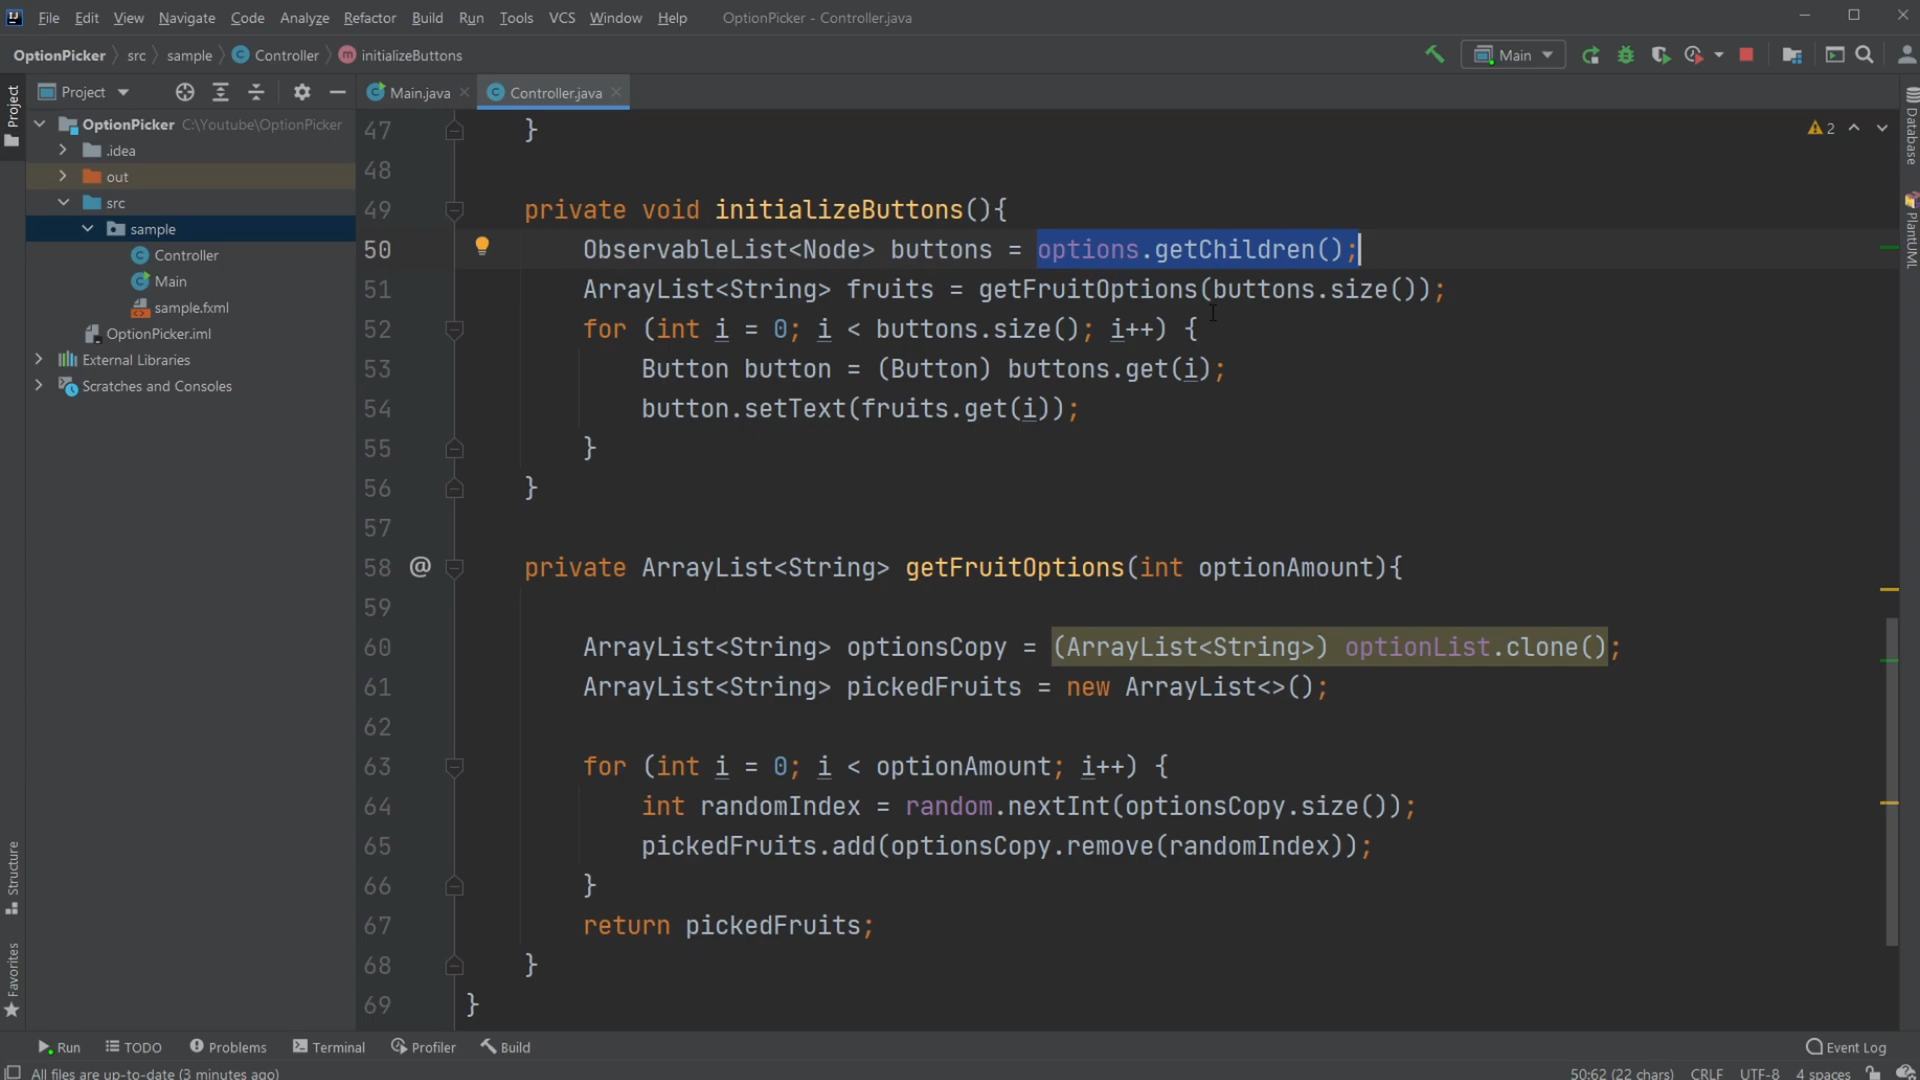 File Edit View Navigate Code Analyze Refactor Build Run Tools VCS Window Help OptionPicker - Controller.java
OptionPicker src sample Controller initializeButtons Main
Project Main.java Controller.java
Project
OptionPicker C:\Youtube\OptionPicker
.idea
out
src
sample
Controller
Main
sample.fxml
OptionPicker.iml
External Libraries
Scratches and Consoles
Structure
Favorites
47 }
48
49 private void initializeButtons(){
50 ObservableList<Node> buttons = options.getChildren();
51 ArrayList<String> fruits = getFruitOptions(buttons.size());
52 for (int i = 0; i < buttons.size(); i++) {
53 Button button = (Button) buttons.get(i);
54 button.setText(fruits.get(i));
55 }
56 }
57
58 @ private ArrayList<String> getFruitOptions(int optionAmount){
59
60 ArrayList<String> optionsCopy = (ArrayList<String>) optionList.clone();
61 ArrayList<String> pickedFruits = new ArrayList<>();
62
63 for (int i = 0; i < optionAmount; i++) {
64 int randomIndex = random.nextInt(optionsCopy.size());
65 pickedFruits.add(optionsCopy.remove(randomIndex));
66 }
67 return pickedFruits;
68 }
69 }
2
Database
PlantUML
Run TODO Problems Terminal Profiler Build Event Log
All files are up-to-date (3 minutes ago) 50:62 (22 chars) CRLF UTF-8 4 spaces